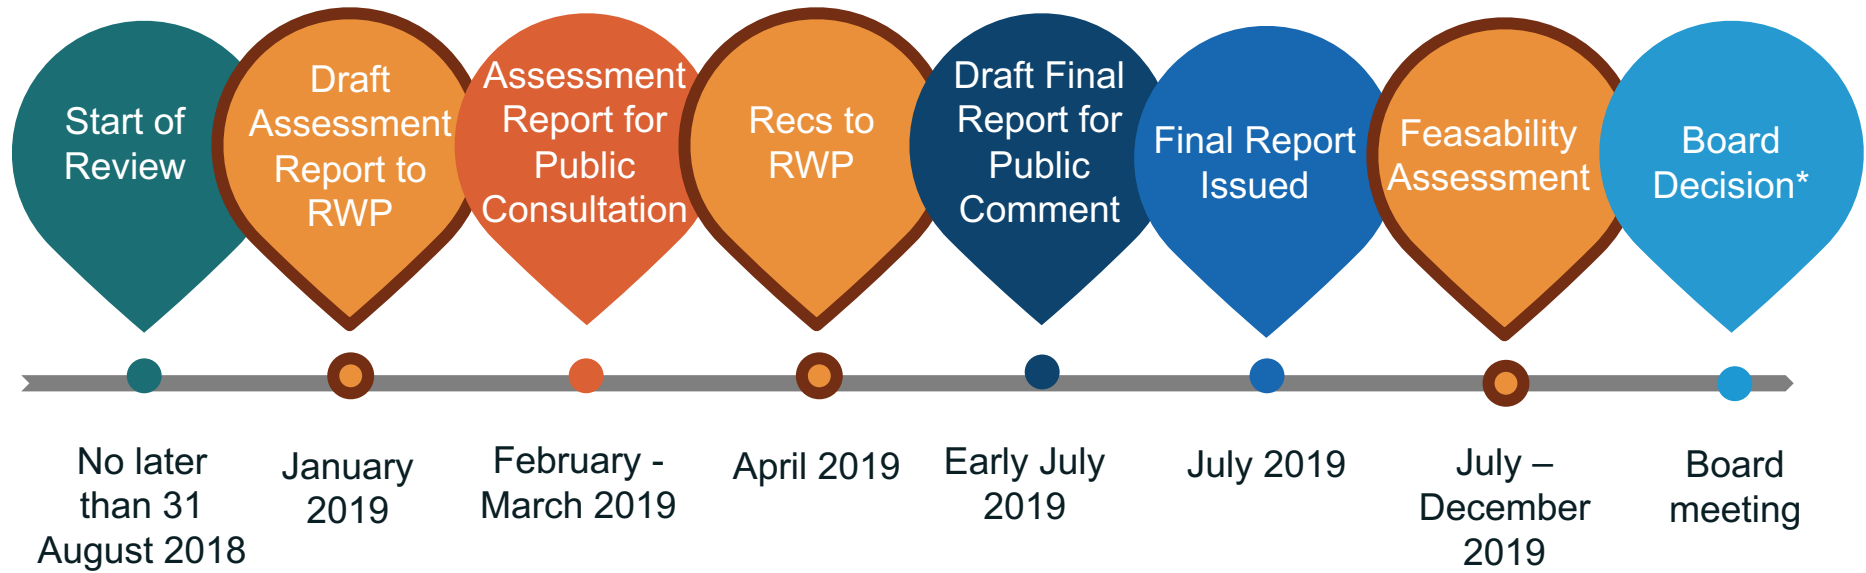 Start of
Review
Draft
Assessment
Report to
RWP
Assessment
Report for
Public
Consultation
Recs to
RWP
Draft Final
Report for
Public
Comment
Final Report
Issued
Feasability
Assessment
Board
Decision*
No later
than 31
August 2018
January
2019
February -
March 2019
April 2019
Early July
2019
July 2019
July –
December
2019
Board
meeting